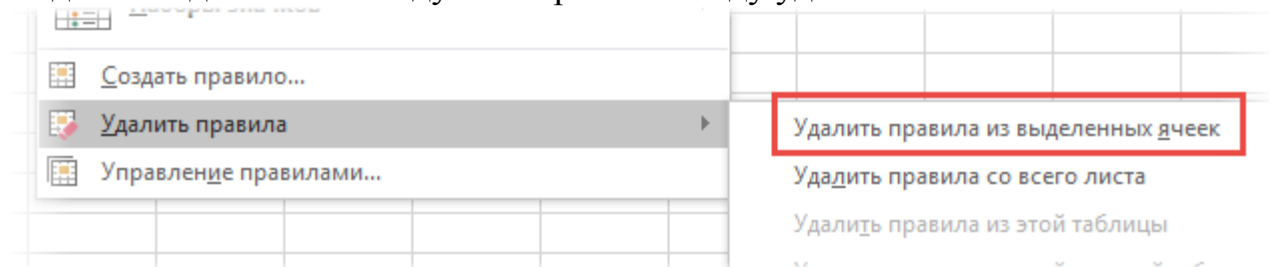 Создать правило...
Удалить правила
Управление правилами...
Удалить правила из выделенных ячеек
Удалить правила со всего листа
Удалить правила из этой таблицы